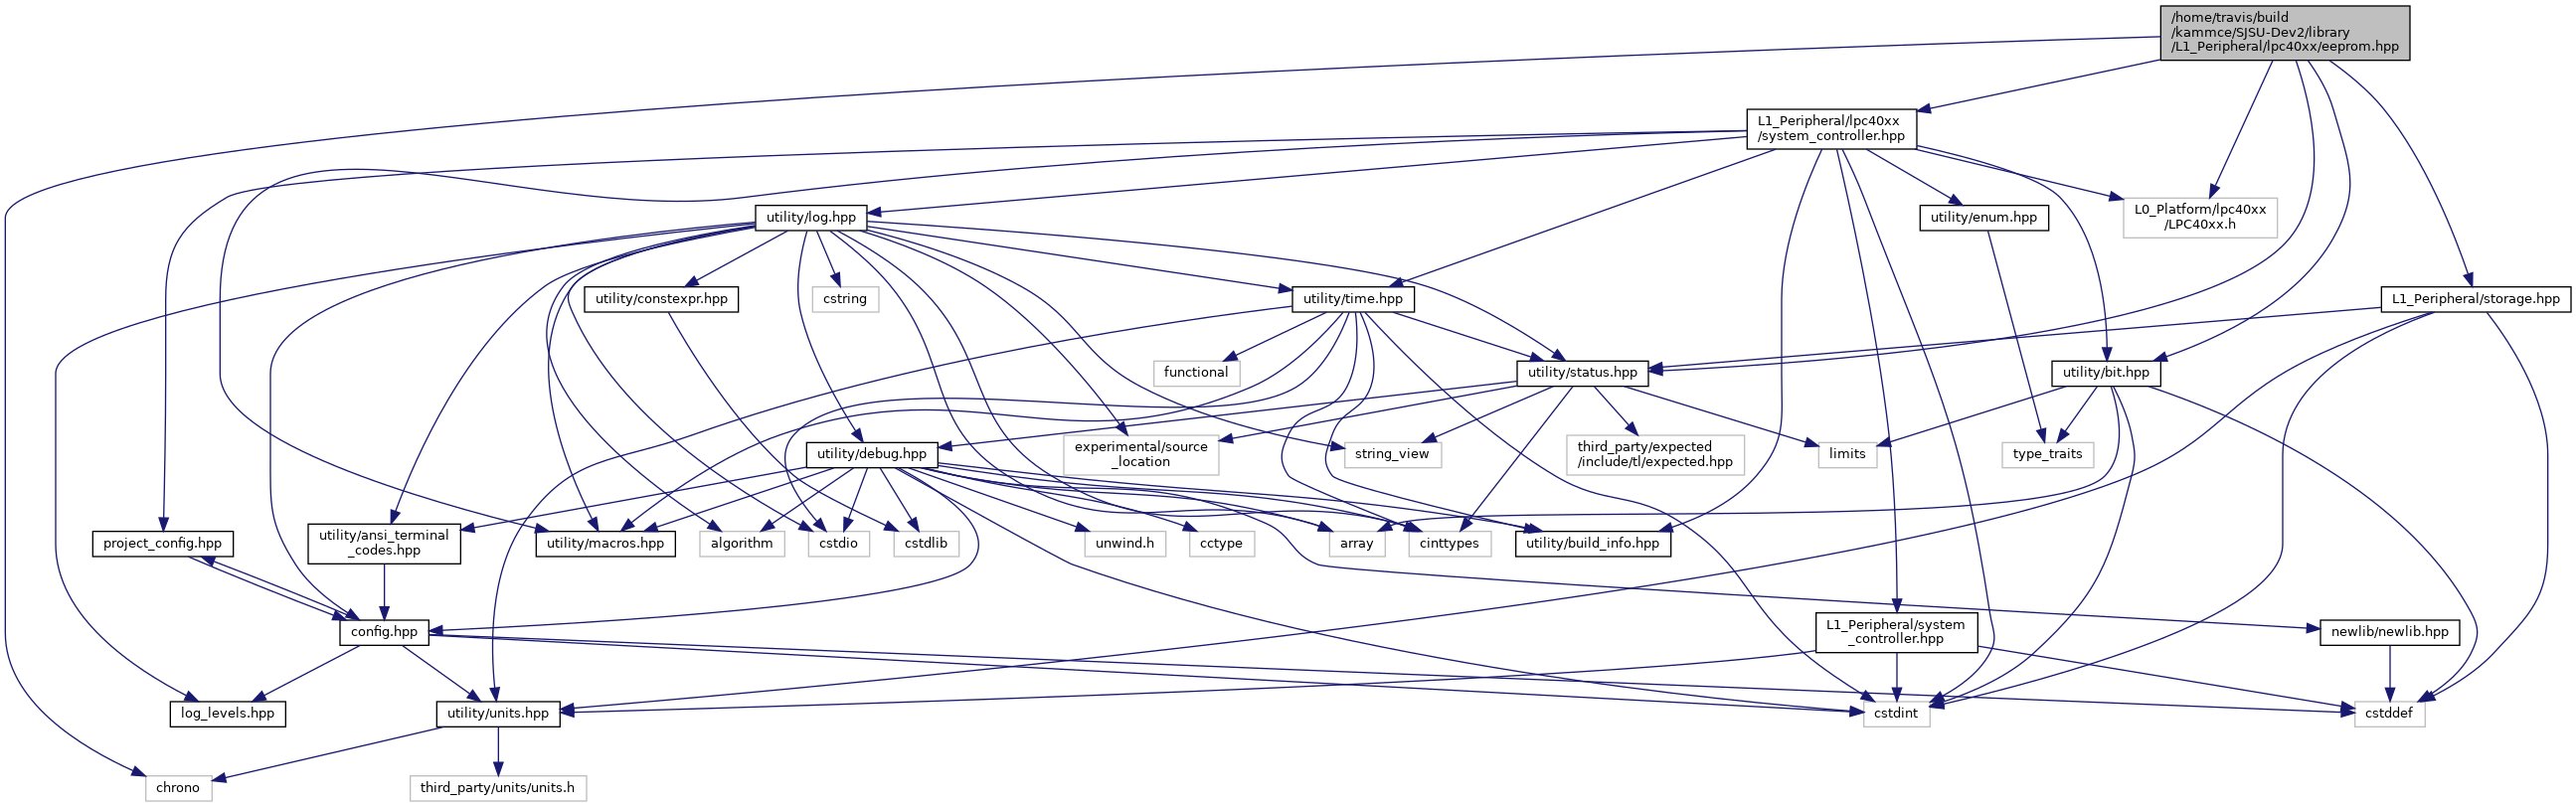 /home/travis/build
/kammce/SJSU-Dev2/library
/L1_Peripheral/lpc40xx/eeprom.hpp
L1_Peripheral/lpc40xx
/system_controller.hpp
utility/log.hpp
utility/enum.hpp
L0_Platform/lpc40xx
/LPC40xx.h
utility/constexpr.hpp
cstring
utility/time.hpp
L1_Peripheral/storage.hpp
functional
utility/status.hpp
utility/bit.hpp
utility/debug.hpp
experimental/source
_location
string_view
third_party/expected
/include/tl/expected.hpp
limits
type_traits
project_config.hpp
utility/ansi_terminal
_codes.hpp
utility/macros.hpp
algorithm
cstdio
cstdlib
unwind.h
cctype
array
cinttypes
utility/build_info.hpp
config.hpp
L1_Peripheral/system
_controller.hpp
newlib/newlib.hpp
log_levels.hpp
utility/units.hpp
cstdint
cstddef
chrono
third_party/units/units.h